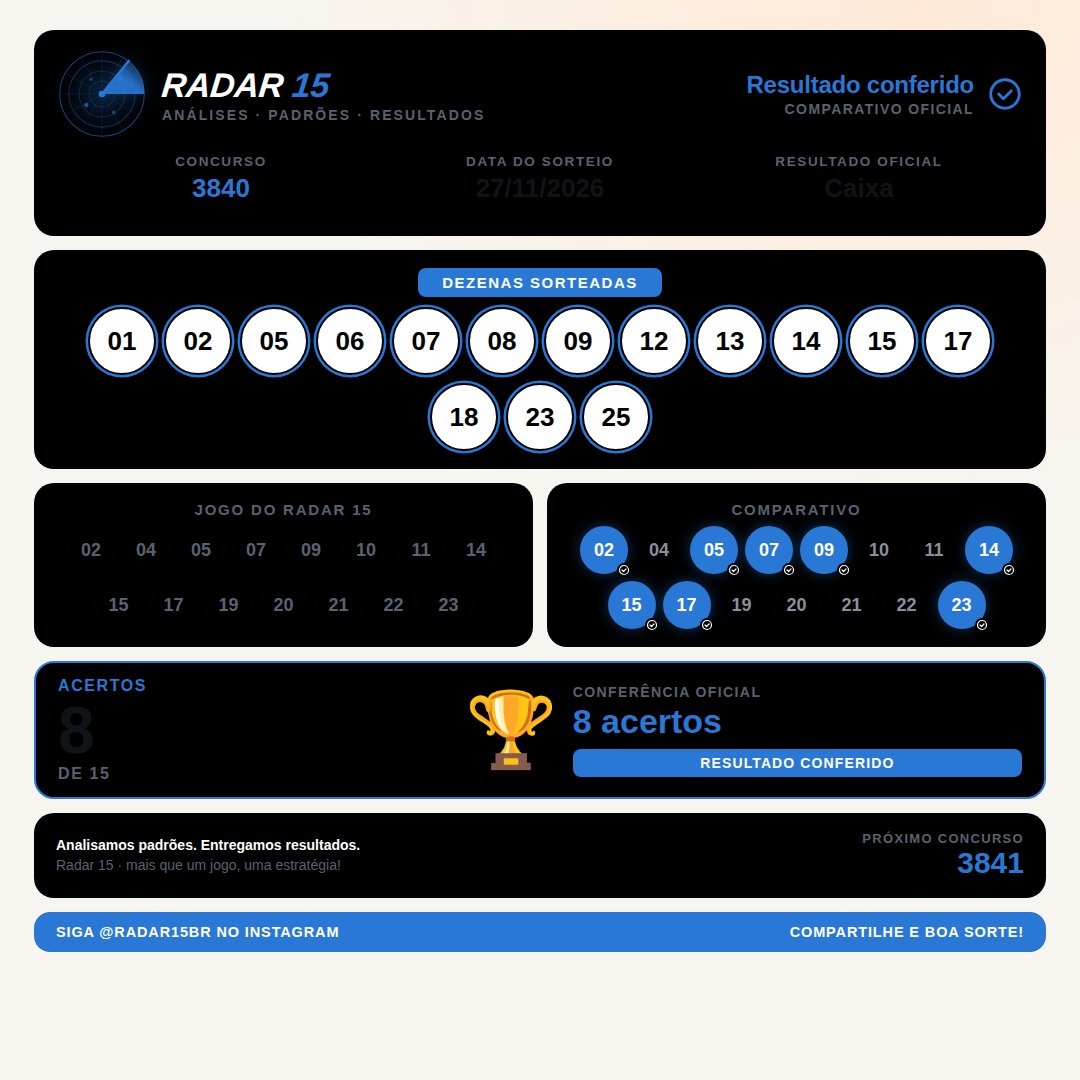 RADAR 15
ANÁLISES · PADRÕES · RESULTADOS
Resultado conferido
COMPARATIVO OFICIAL
CONCURSO
3840
DATA DO SORTEIO
27/11/2026
RESULTADO OFICIAL
Caixa
DEZENAS SORTEADAS
01 02 05 06 07 08 09 12 13 14 15 17
18 23 25
JOGO DO RADAR 15
02 04 05 07 09 10 11 14
15 17 19 20 21 22 23
COMPARATIVO
02 04 05 07 09 10 11 14
15 17 19 20 21 22 23
ACERTOS
8
DE 15
CONFERÊNCIA OFICIAL
8 acertos
RESULTADO CONFERIDO
Analisamos padrões. Entregamos resultados.
Radar 15 · mais que um jogo, uma estratégia!
PRÓXIMO CONCURSO
3841
SIGA @RADAR15BR NO INSTAGRAM
COMPARTILHE E BOA SORTE!